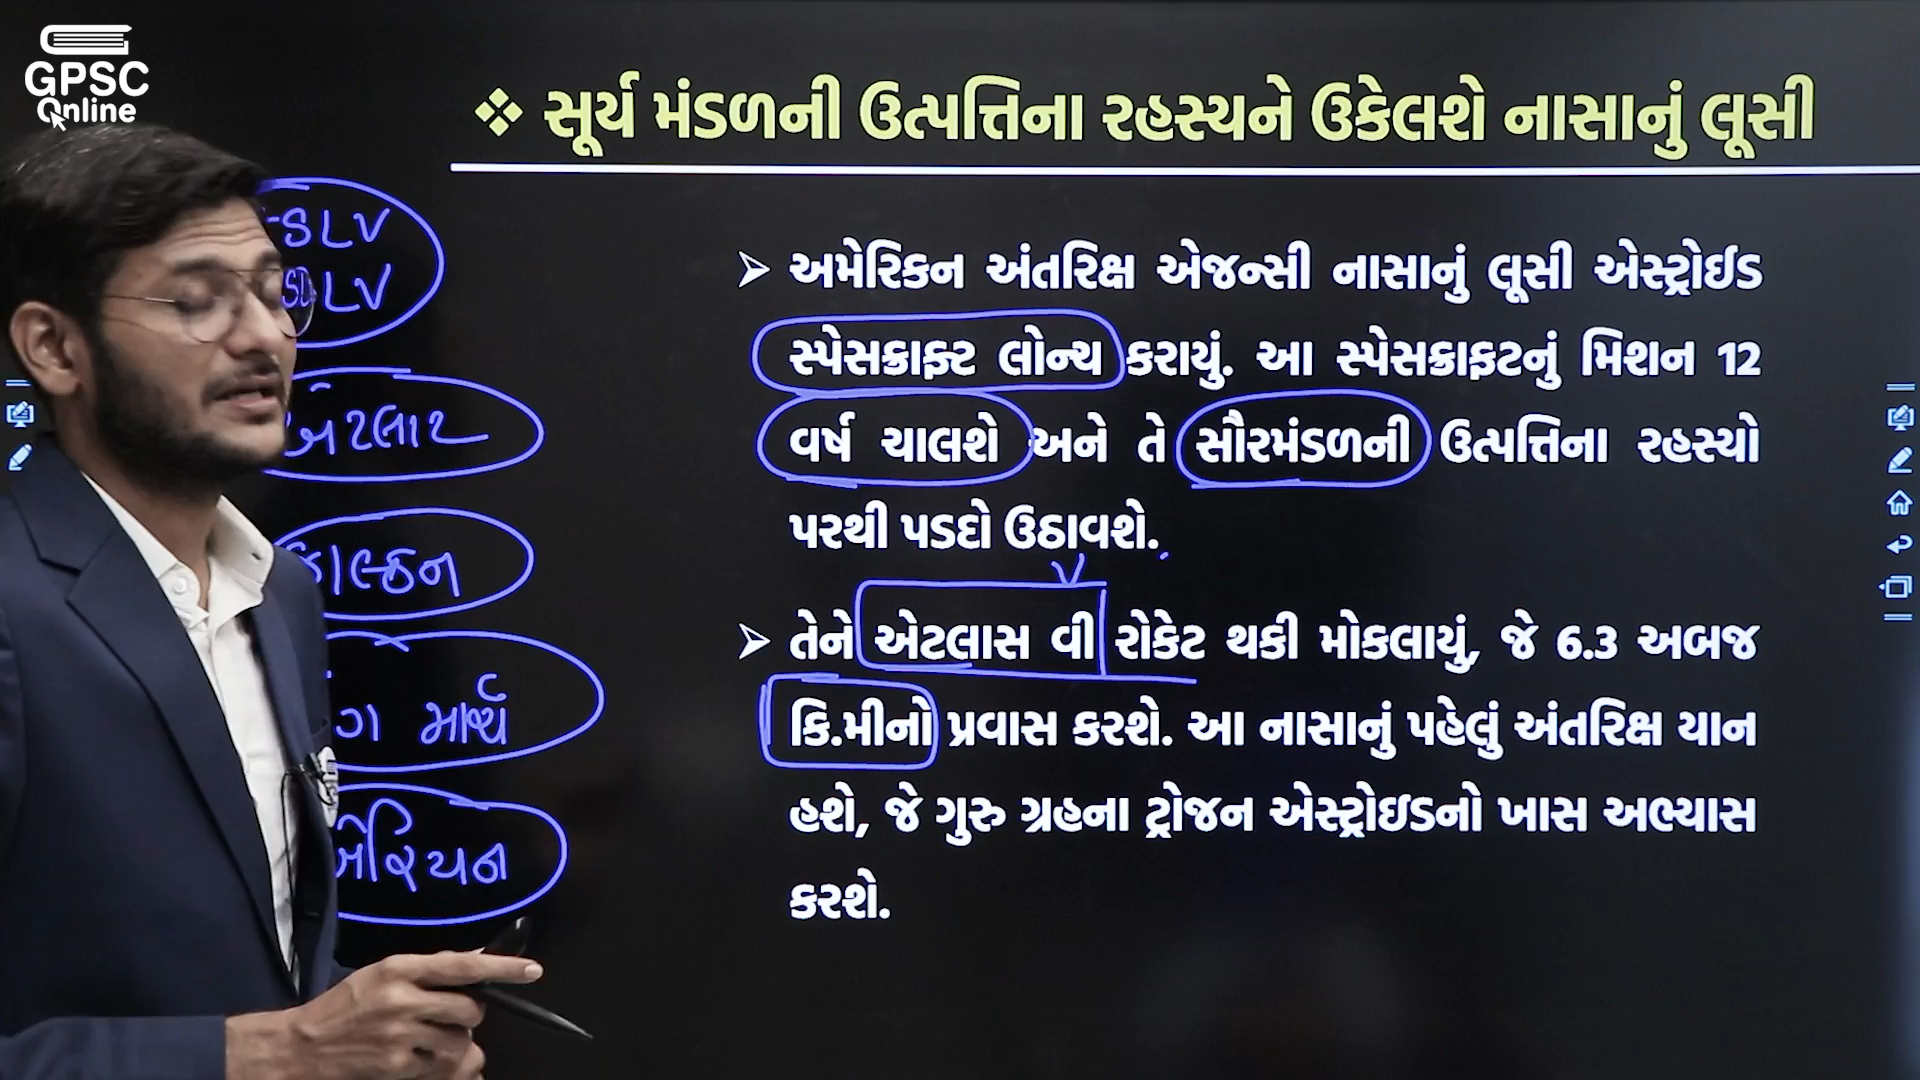 GPSC
Online
❖ સૂર્ય મંડળની ઉત્પત્તિના રહસ્યને ઉકેલશે નાસાનું લૂસી
➢ અમેરિકન અંતરિક્ષ એજન્સી નાસાનું લૂસી એસ્ટ્રોઈડ
સ્પેસક્રાફ્ટ લોન્ચ કરાયું. આ સ્પેસક્રાફટનું મિશન 12
વર્ષ ચાલશે અને તે સૌરમંડળની ઉત્પત્તિના રહસ્યો
પરથી પડદો ઉઠાવશે.
V
➢ તેને એટલાસ વી રોકેટ થકી મોકલાયું, જે 6.3 અબજ
કિ.મીનો પ્રવાસ કરશે. આ નાસાનું પહેલું અંતરિક્ષ યાન
હશે, જે ગુરુ ગ્રહના ટ્રોજન એસ્ટ્રોઇડનો ખાસ અભ્યાસ
કરશે.
SLV
LV
માર્ચ